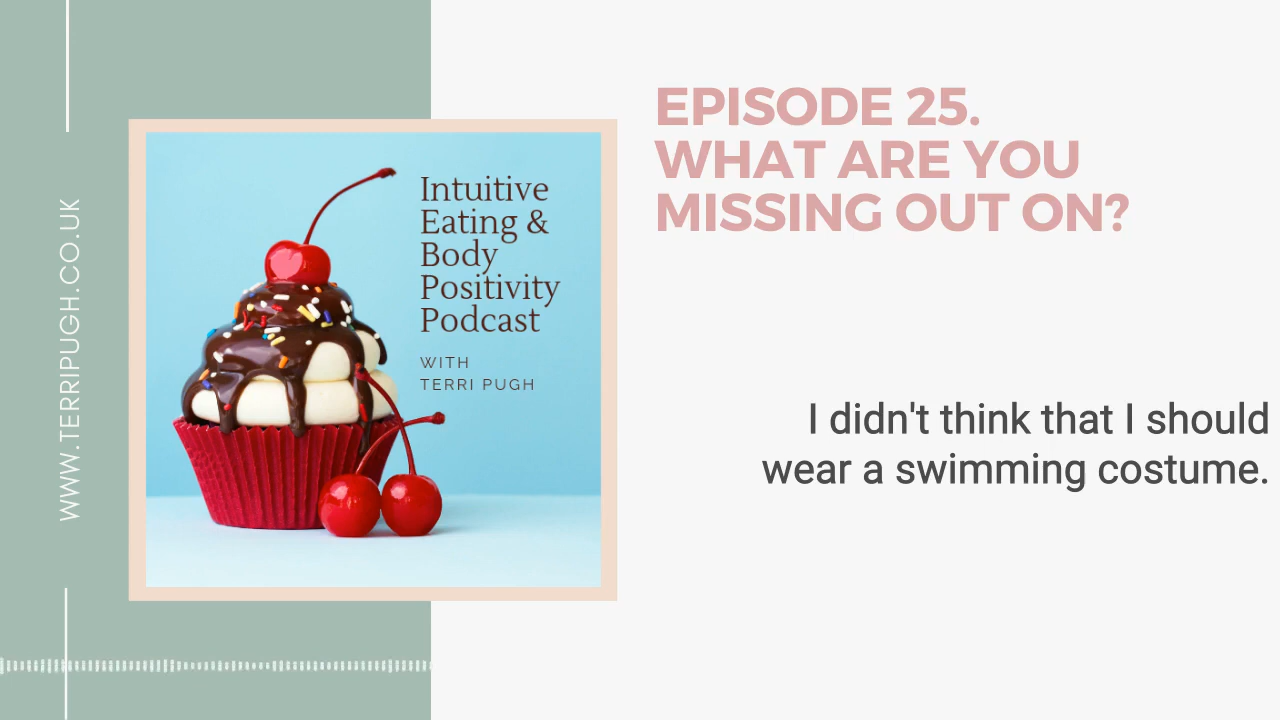 WWW.TERRIPUGH.CO.UK
Intuitive
Eating &
Body
Positivity
Podcast
WITH
TERRI PUGH
EPISODE 25.
WHAT ARE YOU
MISSING OUT ON?
I didn't think that I should
wear a swimming costume.